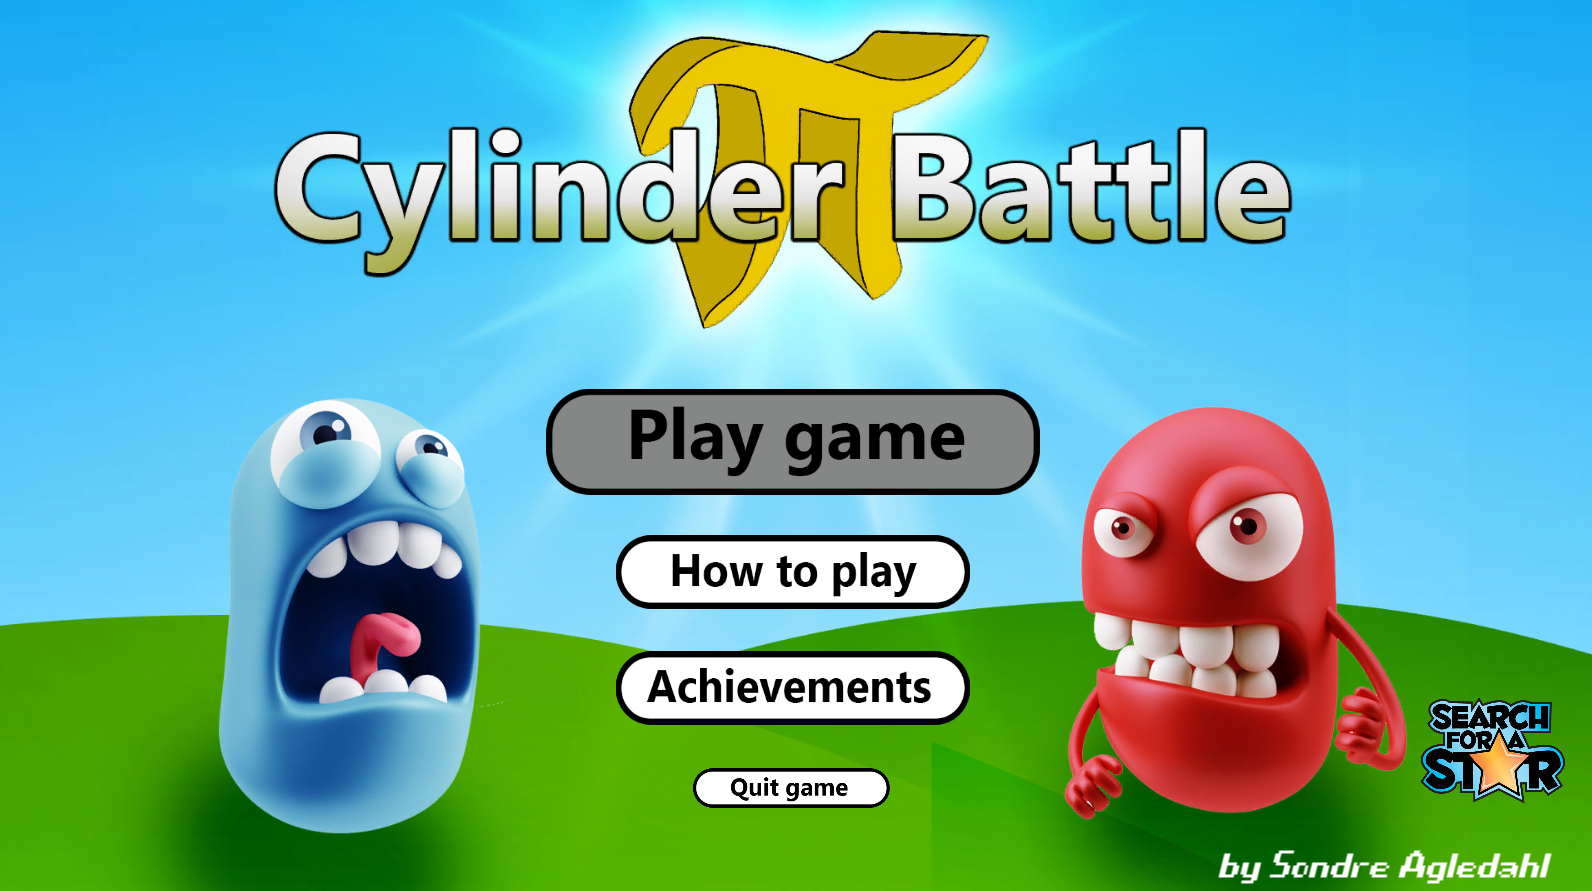 π
Cylinder Battle
Play game
How to play
Achievements
Quit game
SEARCH
FOR A
STAR
by Sondre Agledahl